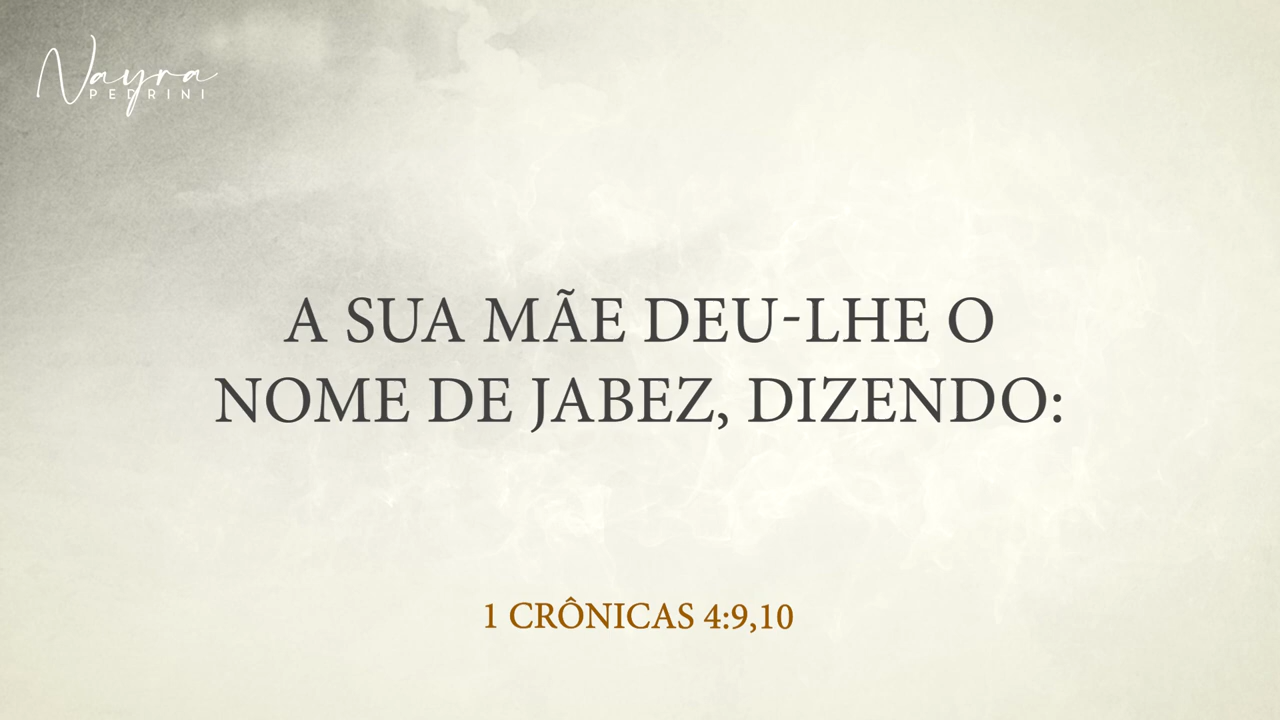 Nayra
PEDRINI
A SUA MÃE DEU-LHE O
NOME DE JABEZ, DIZENDO:
1 CRÔNICAS 4:9,10